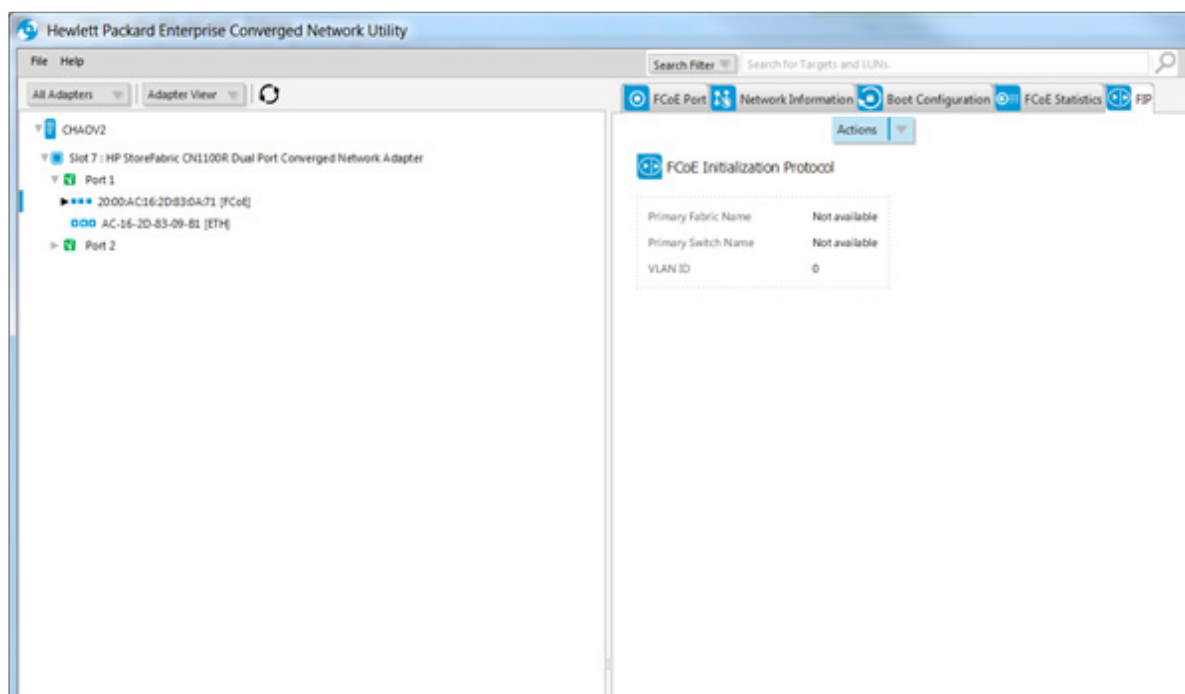 Hewlett Packard Enterprise Converged Network Utility
File Help
Search Filter Search for Targets and LUNs.
All Adapters Adapter View
FCoE Port Network Information Boot Configuration FCoE Statistics FIP
Actions
CHAOV2
Slot 7 : HP StoreFabric CN1100R Dual Port Converged Network Adapter
Port 1
20:00:AC:16:2D:83:0A:71 [FCoE]
AC-16-2D-83-09-B1 [ETH]
Port 2
FCoE Initialization Protocol
Primary Fabric Name Not available
Primary Switch Name Not available
VLAN ID 0